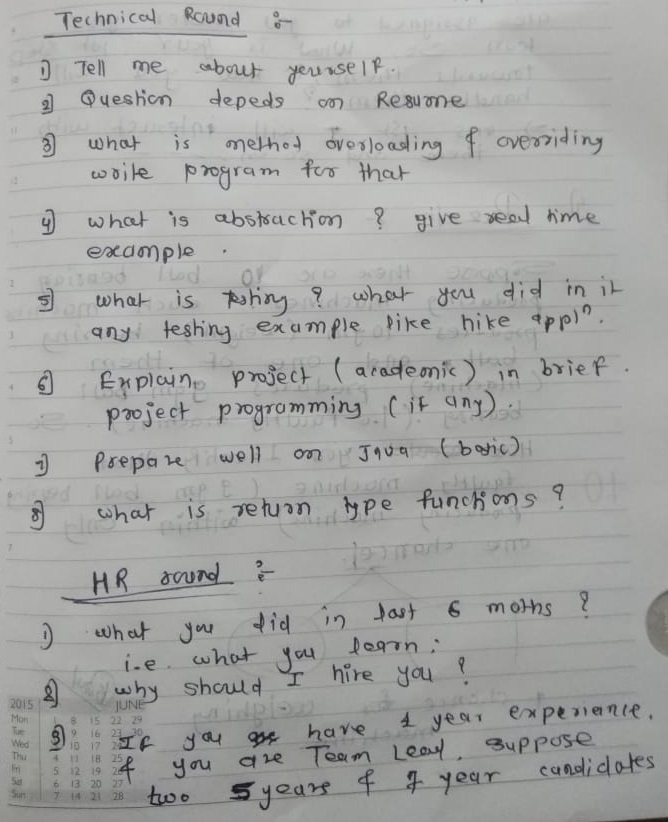 Technical Round :-
1) Tell me about yourself.
2) Question depeds on Resume
3) what is method overloading & overriding
write program for that
4) what is abstraction ? give real time
example .
5) what is testing ? what you did in it
any testing example like hike appln.
6) Explain project (academic) in brief .
project programming (if any) .
7) Prepare well on Java (basic)
8) what is return type functions ?
HR round :-
1) what you did in last 6 moths ?
i.e. what you learn :
2) why should I hire you ?
3) If you have 1 year experience.
& you are Team Lead, suppose
two 5 years & 7 year candidates
2015 JUNE
Mon 1 8 15 22 29
Tue 2 9 16 23 30
Wed 3 10 17 24
Thu 4 11 18 25
Fri 5 12 19 26
Sat 6 13 20 27
Sun 7 14 21 28